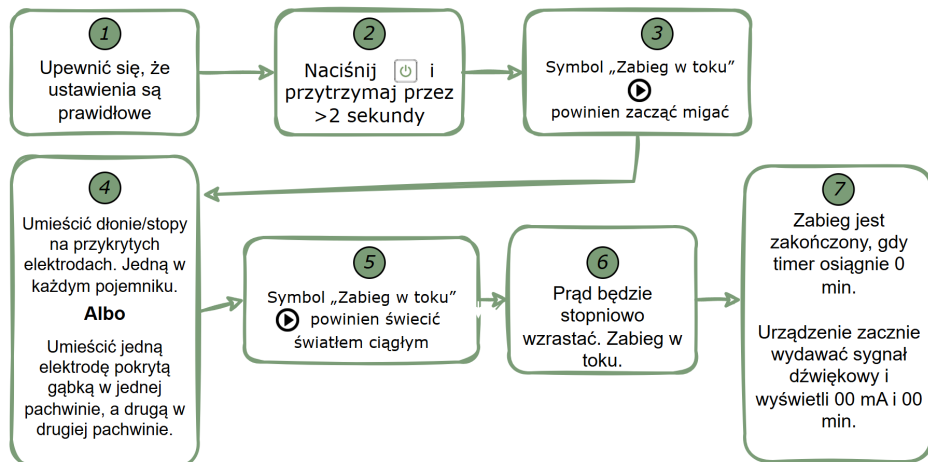 1
Upewnić się, że
ustawienia są
prawidłowe
2
Naciśnij i
przytrzymaj przez
>2 sekundy
3
Symbol „Zabieg w toku”
powinien zacząć migać
4
Umieścić dłonie/stopy
na przykrytych
elektrodach. Jedną w
każdym pojemniku.
Albo
Umieścić jedną
elektrodę pokrytą
gąbką w jednej
pachwinie, a drugą w
drugiej pachwinie.
5
Symbol „Zabieg w toku”
powinien świecić
światłem ciągłym
6
Prąd będzie
stopniowo
wzrastać. Zabieg w
toku.
7
Zabieg jest
zakończony, gdy
timer osiągnie 0
min.
Urządzenie zacznie
wydawać sygnał
dźwiękowy i
wyświetli 00 mA i 00
min.